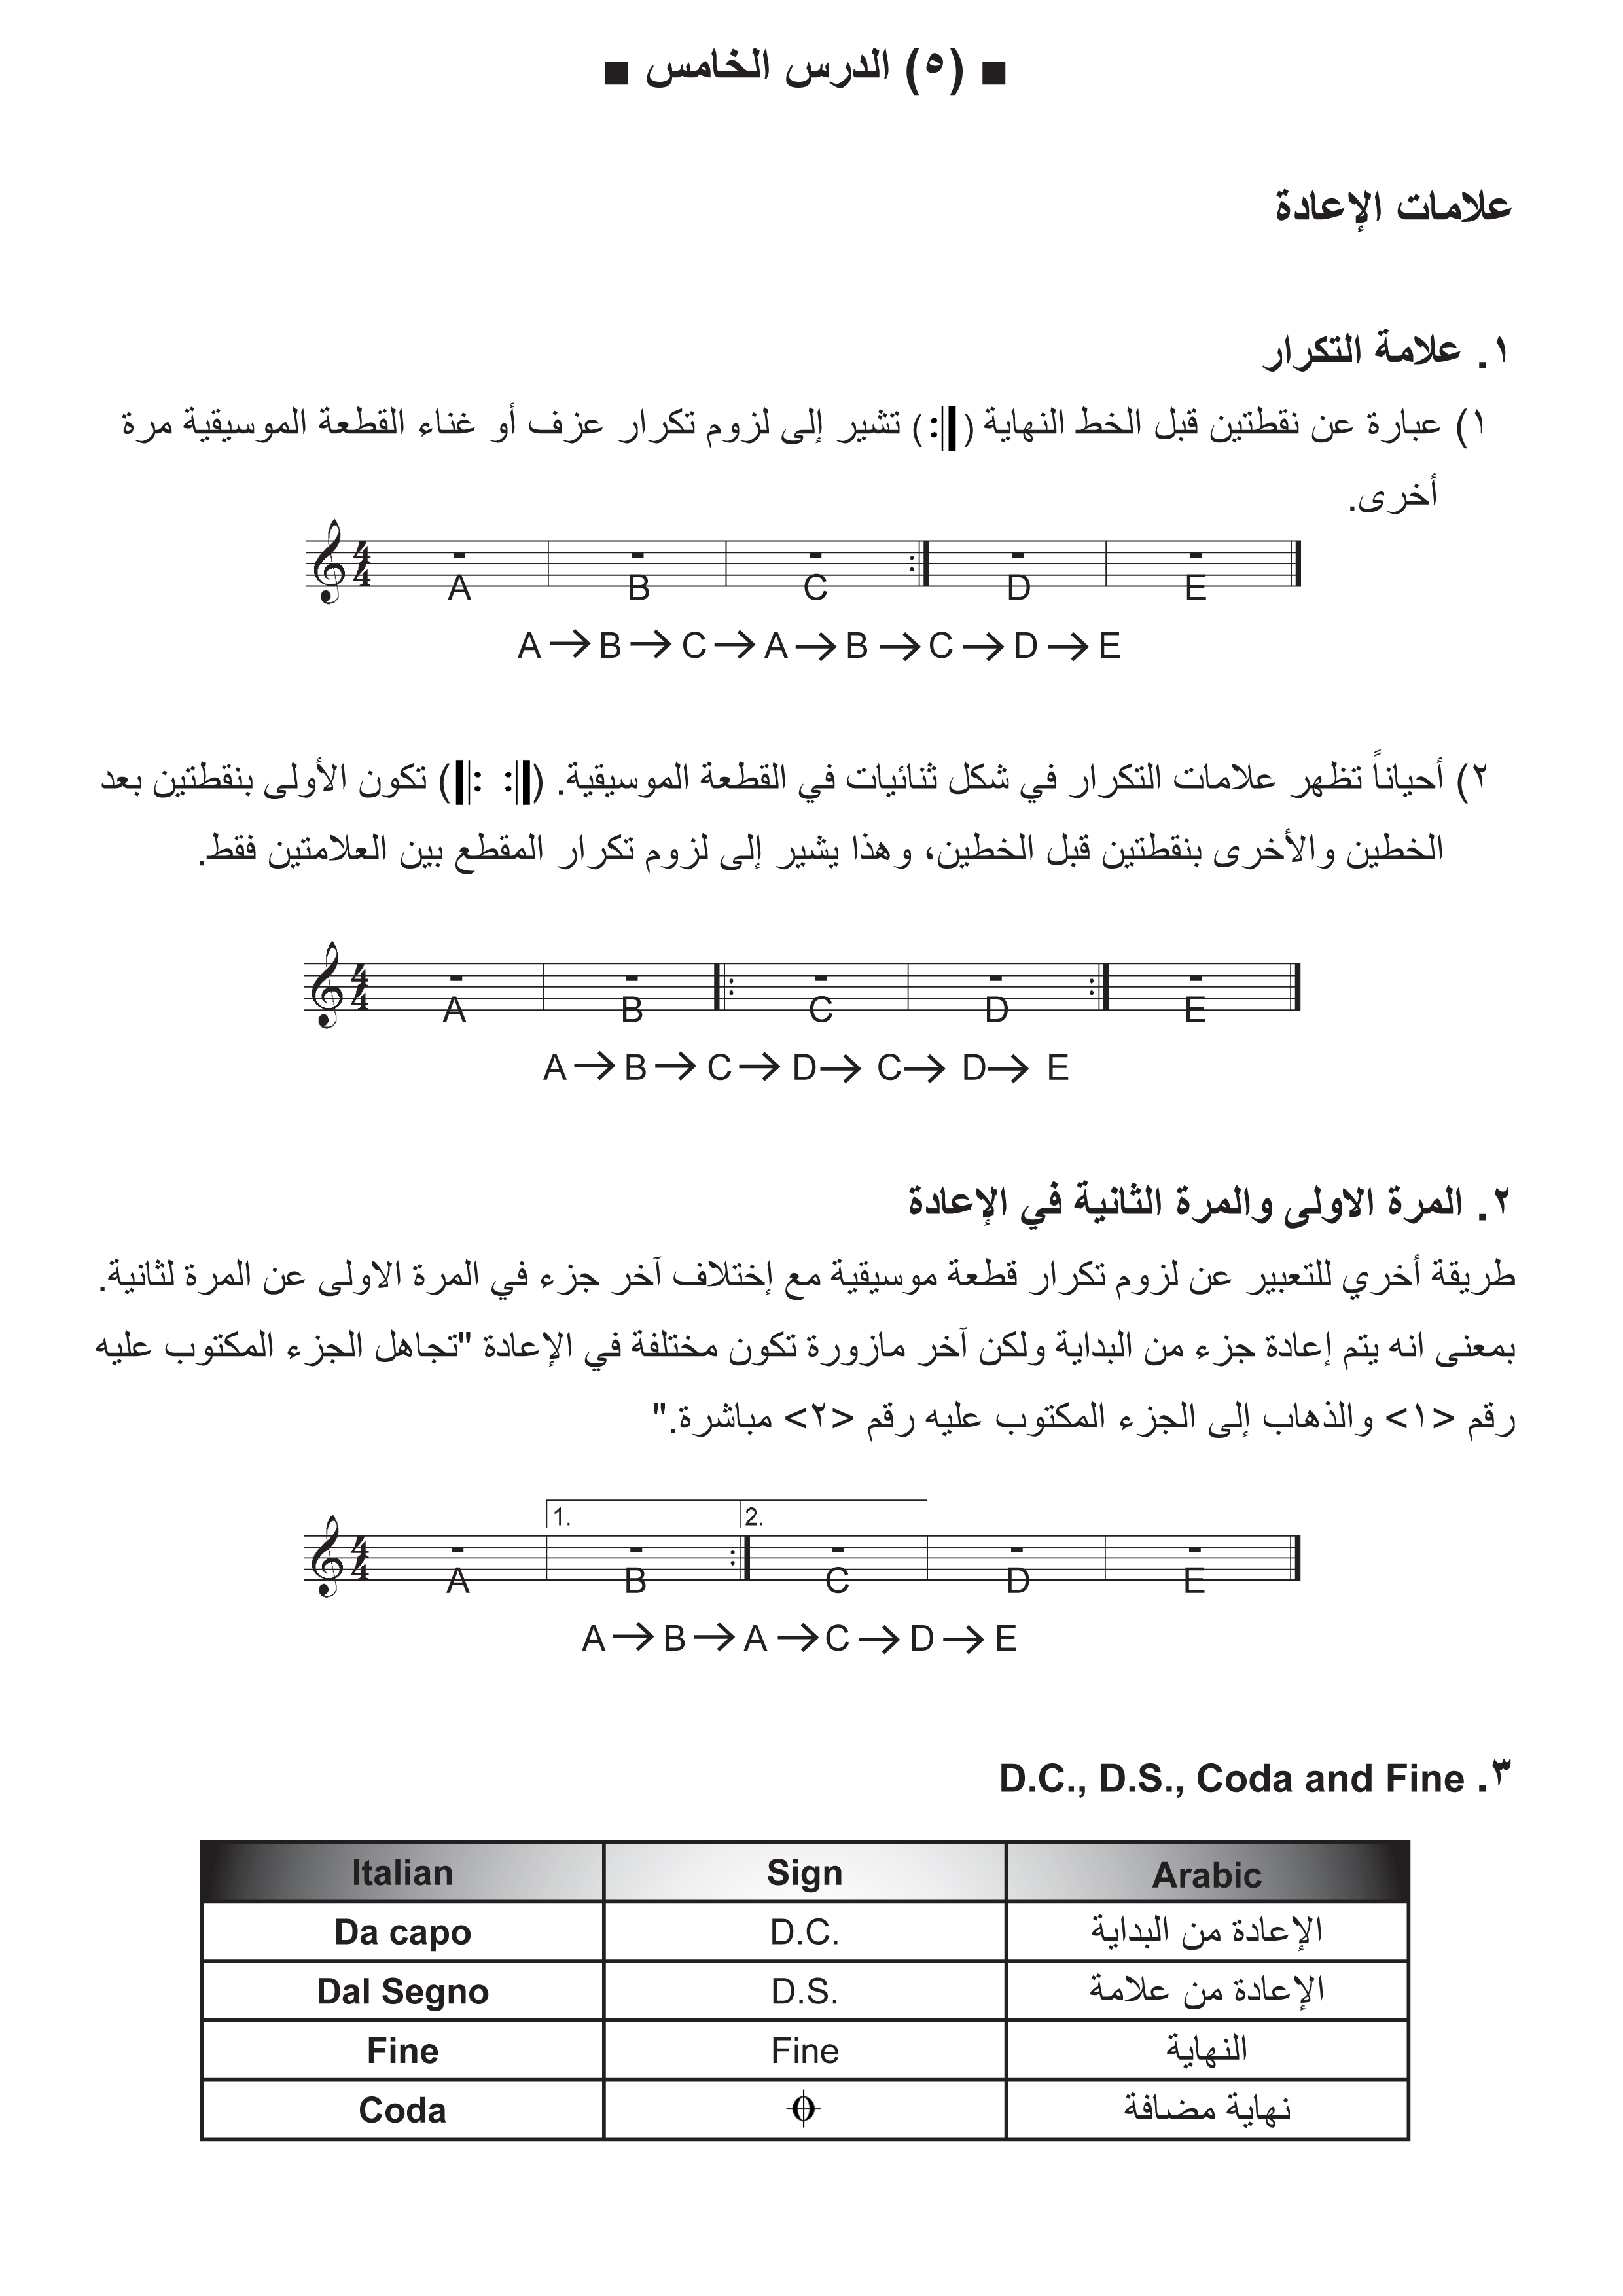 ■ (٥) الدرس الخامس ■
علامات الإعادة
١. علامة التكرار
١) عبارة عن نقطتين قبل الخط النهاية (𝄇) تشير إلى لزوم تكرار عزف أو غناء القطعة الموسيقية مرة
أخرى.
4 4 A B C D E
A → B → C → A → B → C → D → E
٢) أحياناً تظهر علامات التكرار في شكل ثنائيات في القطعة الموسيقية. (𝄆 𝄇) تكون الأولى بنقطتين بعد
الخطين والأخرى بنقطتين قبل الخطين، وهذا يشير إلى لزوم تكرار المقطع بين العلامتين فقط.
4 4 A B C D E
A → B → C → D → C → D → E
٢. المرة الاولى والمرة الثانية في الإعادة
طريقة أخري للتعبير عن لزوم تكرار قطعة موسيقية مع إختلاف آخر جزء في المرة الاولى عن المرة لثانية.
بمعنى انه يتم إعادة جزء من البداية ولكن آخر مازورة تكون مختلفة في الإعادة "تجاهل الجزء المكتوب عليه
رقم <١> والذهاب إلى الجزء المكتوب عليه رقم <٢> مباشرة."
1. 2.
4 4 A B C D E
A → B → A → C → D → E
٣. D.C., D.S., Coda and Fine
Italian Sign Arabic
Da capo D.C. الإعادة من البداية
Dal Segno D.S. الإعادة من علامة
Fine Fine النهاية
Coda 𝄌 نهاية مضافة